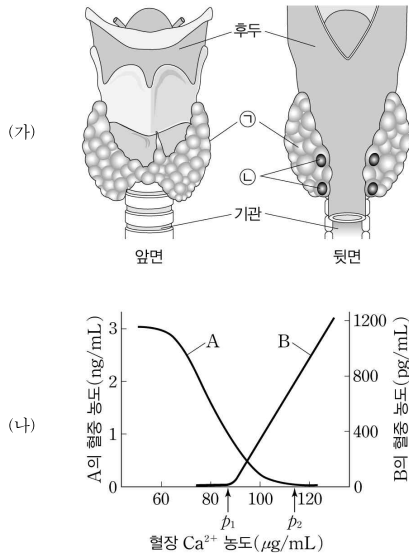 후두
(가)
㉠
㉡
기관
앞면
뒷면
(나)
A의 혈중 농도(ng/mL)
3
2
1
0
A
B
1200
800
400
0
B의 혈중 농도(pg/mL)
60
80
100
120
p₁
p₂
혈장 Ca²⁺ 농도(μg/mL)